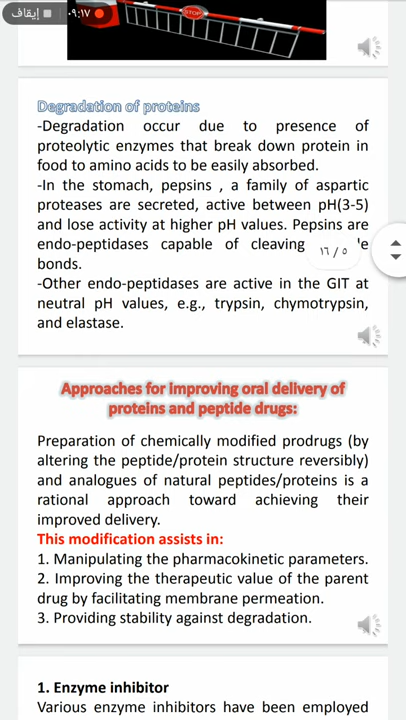 إيقاف ٠٩:١٧
STOP
Degradation of proteins
-Degradation occur due to presence of
proteolytic enzymes that break down protein in
food to amino acids to be easily absorbed.
-In the stomach, pepsins , a family of aspartic
proteases are secreted, active between pH(3-5)
and lose activity at higher pH values. Pepsins are
endo-peptidases capable of cleaving
١٦ / ٥
bonds.
-Other endo-peptidases are active in the GIT at
neutral pH values, e.g., trypsin, chymotrypsin,
and elastase.
Approaches for improving oral delivery of
proteins and peptide drugs:
Preparation of chemically modified prodrugs (by
altering the peptide/protein structure reversibly)
and analogues of natural peptides/proteins is a
rational approach toward achieving their
improved delivery.
This modification assists in:
1. Manipulating the pharmacokinetic parameters.
2. Improving the therapeutic value of the parent
drug by facilitating membrane permeation.
3. Providing stability against degradation.
1. Enzyme inhibitor
Various enzyme inhibitors have been employed